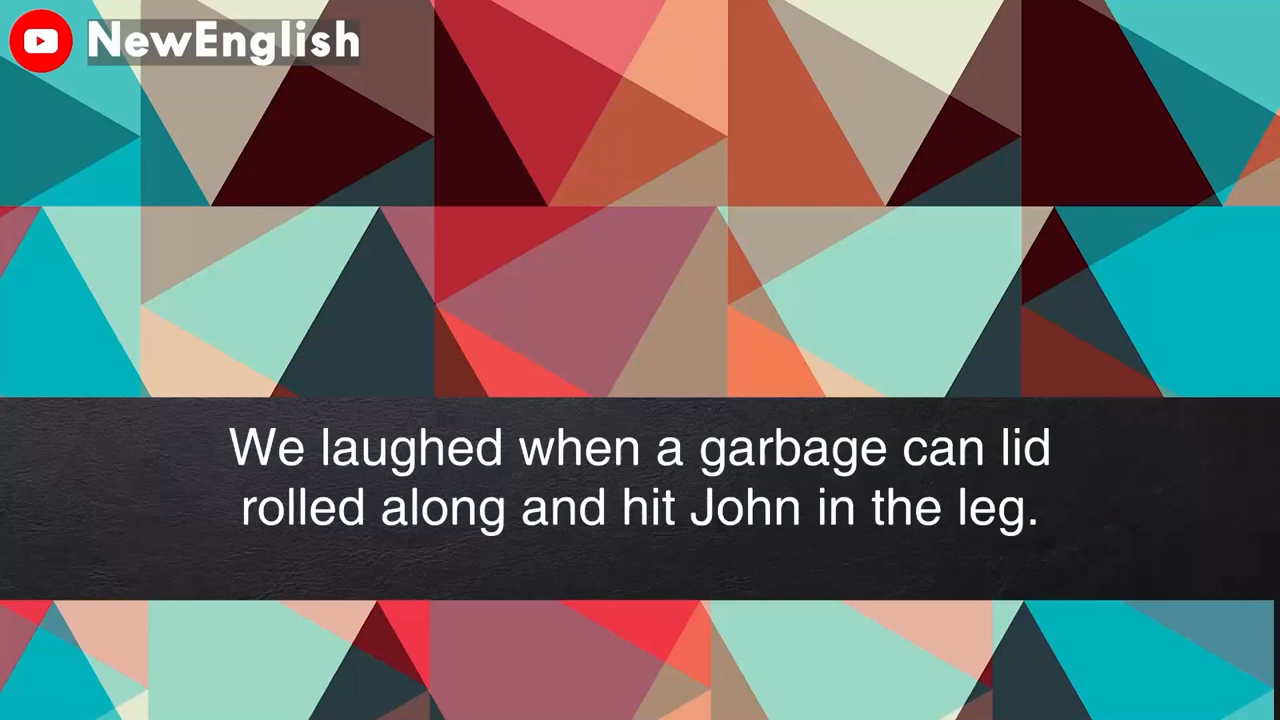 NewEnglish
We laughed when a garbage can lid
rolled along and hit John in the leg.